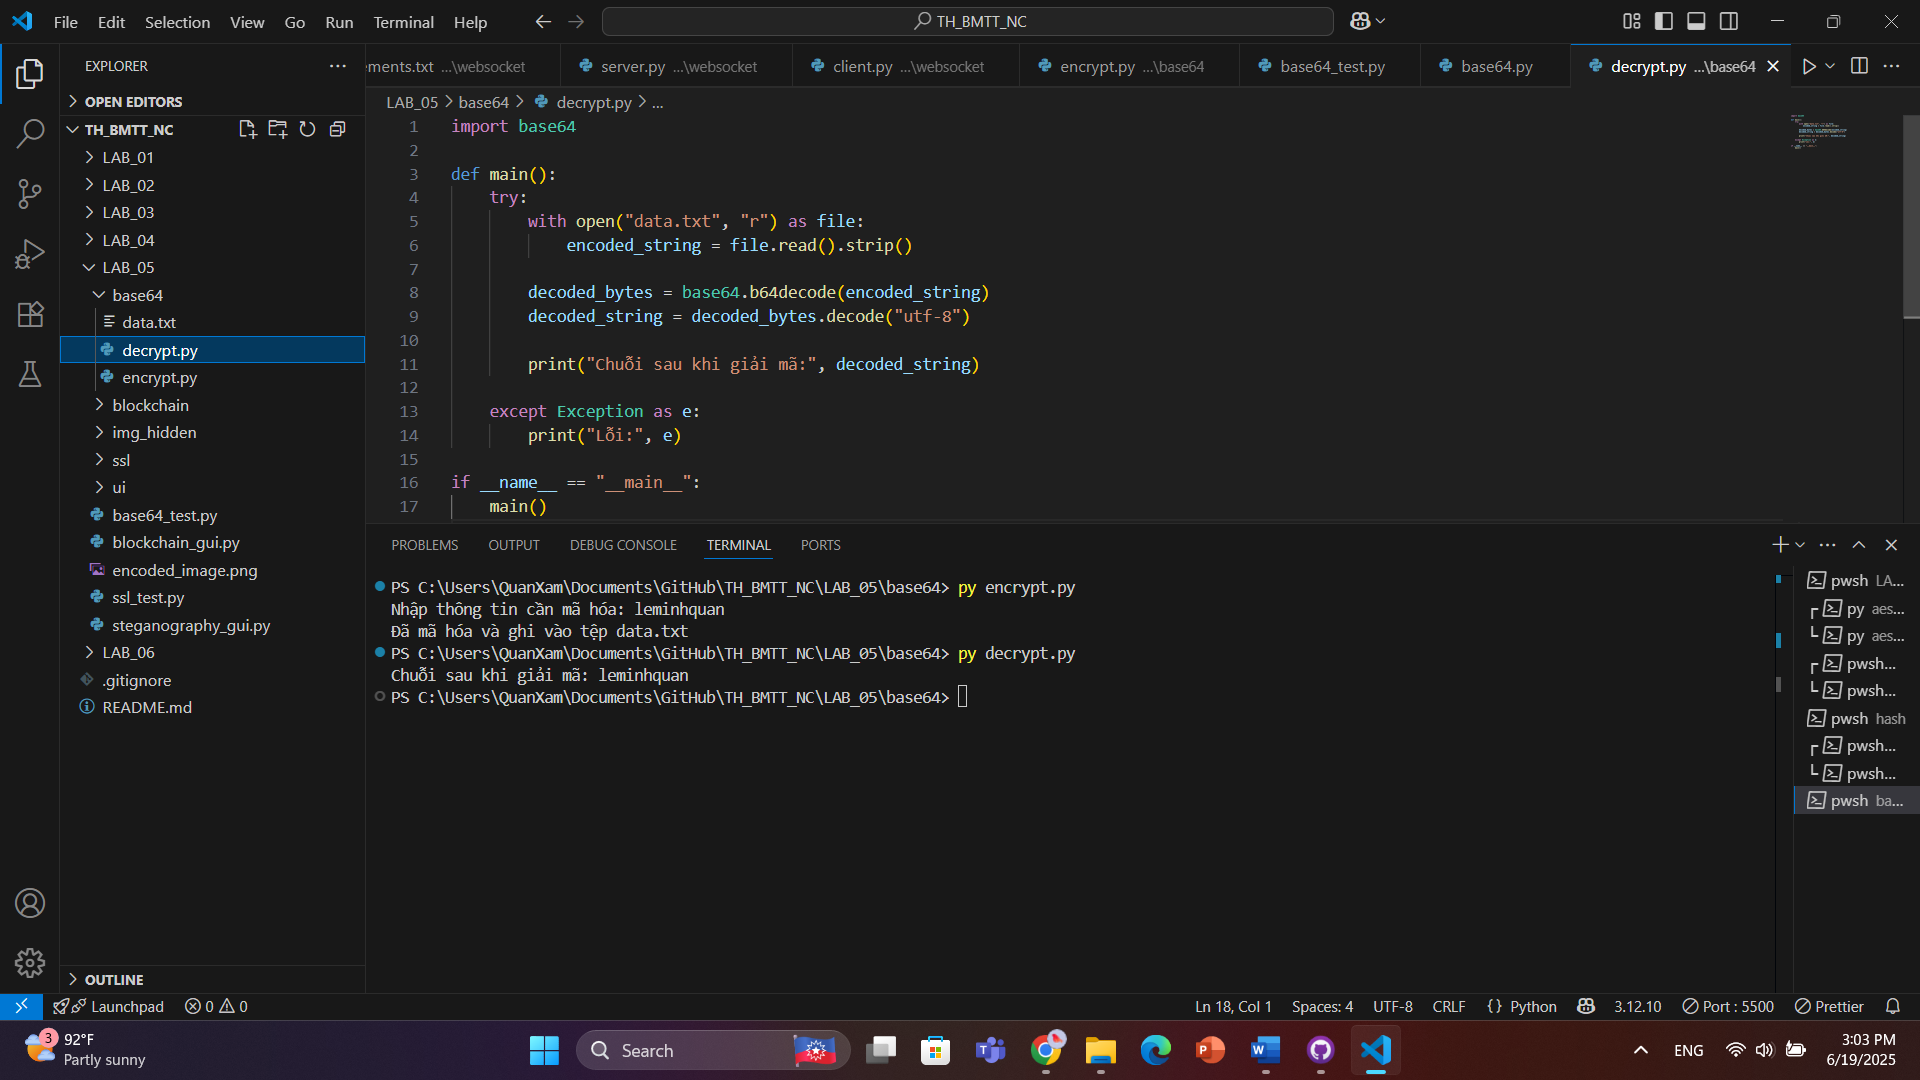 File Edit Selection View Go Run Terminal Help
TH_BMTT_NC
EXPLORER
OPEN EDITORS
TH_BMTT_NC
LAB_01
LAB_02
LAB_03
LAB_04
LAB_05
base64
data.txt
decrypt.py
encrypt.py
blockchain
img_hidden
ssl
ui
base64_test.py
blockchain_gui.py
encoded_image.png
ssl_test.py
steganography_gui.py
LAB_06
.gitignore
README.md
OUTLINE
ements.txt ...\websocket
server.py ...\websocket
client.py ...\websocket
encrypt.py ...\base64
base64_test.py
base64.py
decrypt.py ...\base64
LAB_05 > base64 > decrypt.py > ...
1 import base64
2
3 def main():
4 try:
5 with open("data.txt", "r") as file:
6 encoded_string = file.read().strip()
7
8 decoded_bytes = base64.b64decode(encoded_string)
9 decoded_string = decoded_bytes.decode("utf-8")
10
11 print("Chuỗi sau khi giải mã:", decoded_string)
12
13 except Exception as e:
14 print("Lỗi:", e)
15
16 if __name__ == "__main__":
17 main()
PROBLEMS OUTPUT DEBUG CONSOLE TERMINAL PORTS
PS C:\Users\QuanXam\Documents\GitHub\TH_BMTT_NC\LAB_05\base64> py encrypt.py
Nhập thông tin cần mã hóa: leminhquan
Đã mã hóa và ghi vào tệp data.txt
PS C:\Users\QuanXam\Documents\GitHub\TH_BMTT_NC\LAB_05\base64> py decrypt.py
Chuỗi sau khi giải mã: leminhquan
PS C:\Users\QuanXam\Documents\GitHub\TH_BMTT_NC\LAB_05\base64>
pwsh LA...
py aes...
py aes...
pwsh...
pwsh...
pwsh hash
pwsh...
pwsh...
pwsh ba...
Launchpad 0 0
Ln 18, Col 1 Spaces: 4 UTF-8 CRLF {} Python 3.12.10 Port : 5500 Prettier
3
92°F
Partly sunny
Search
ENG
3:03 PM
6/19/2025